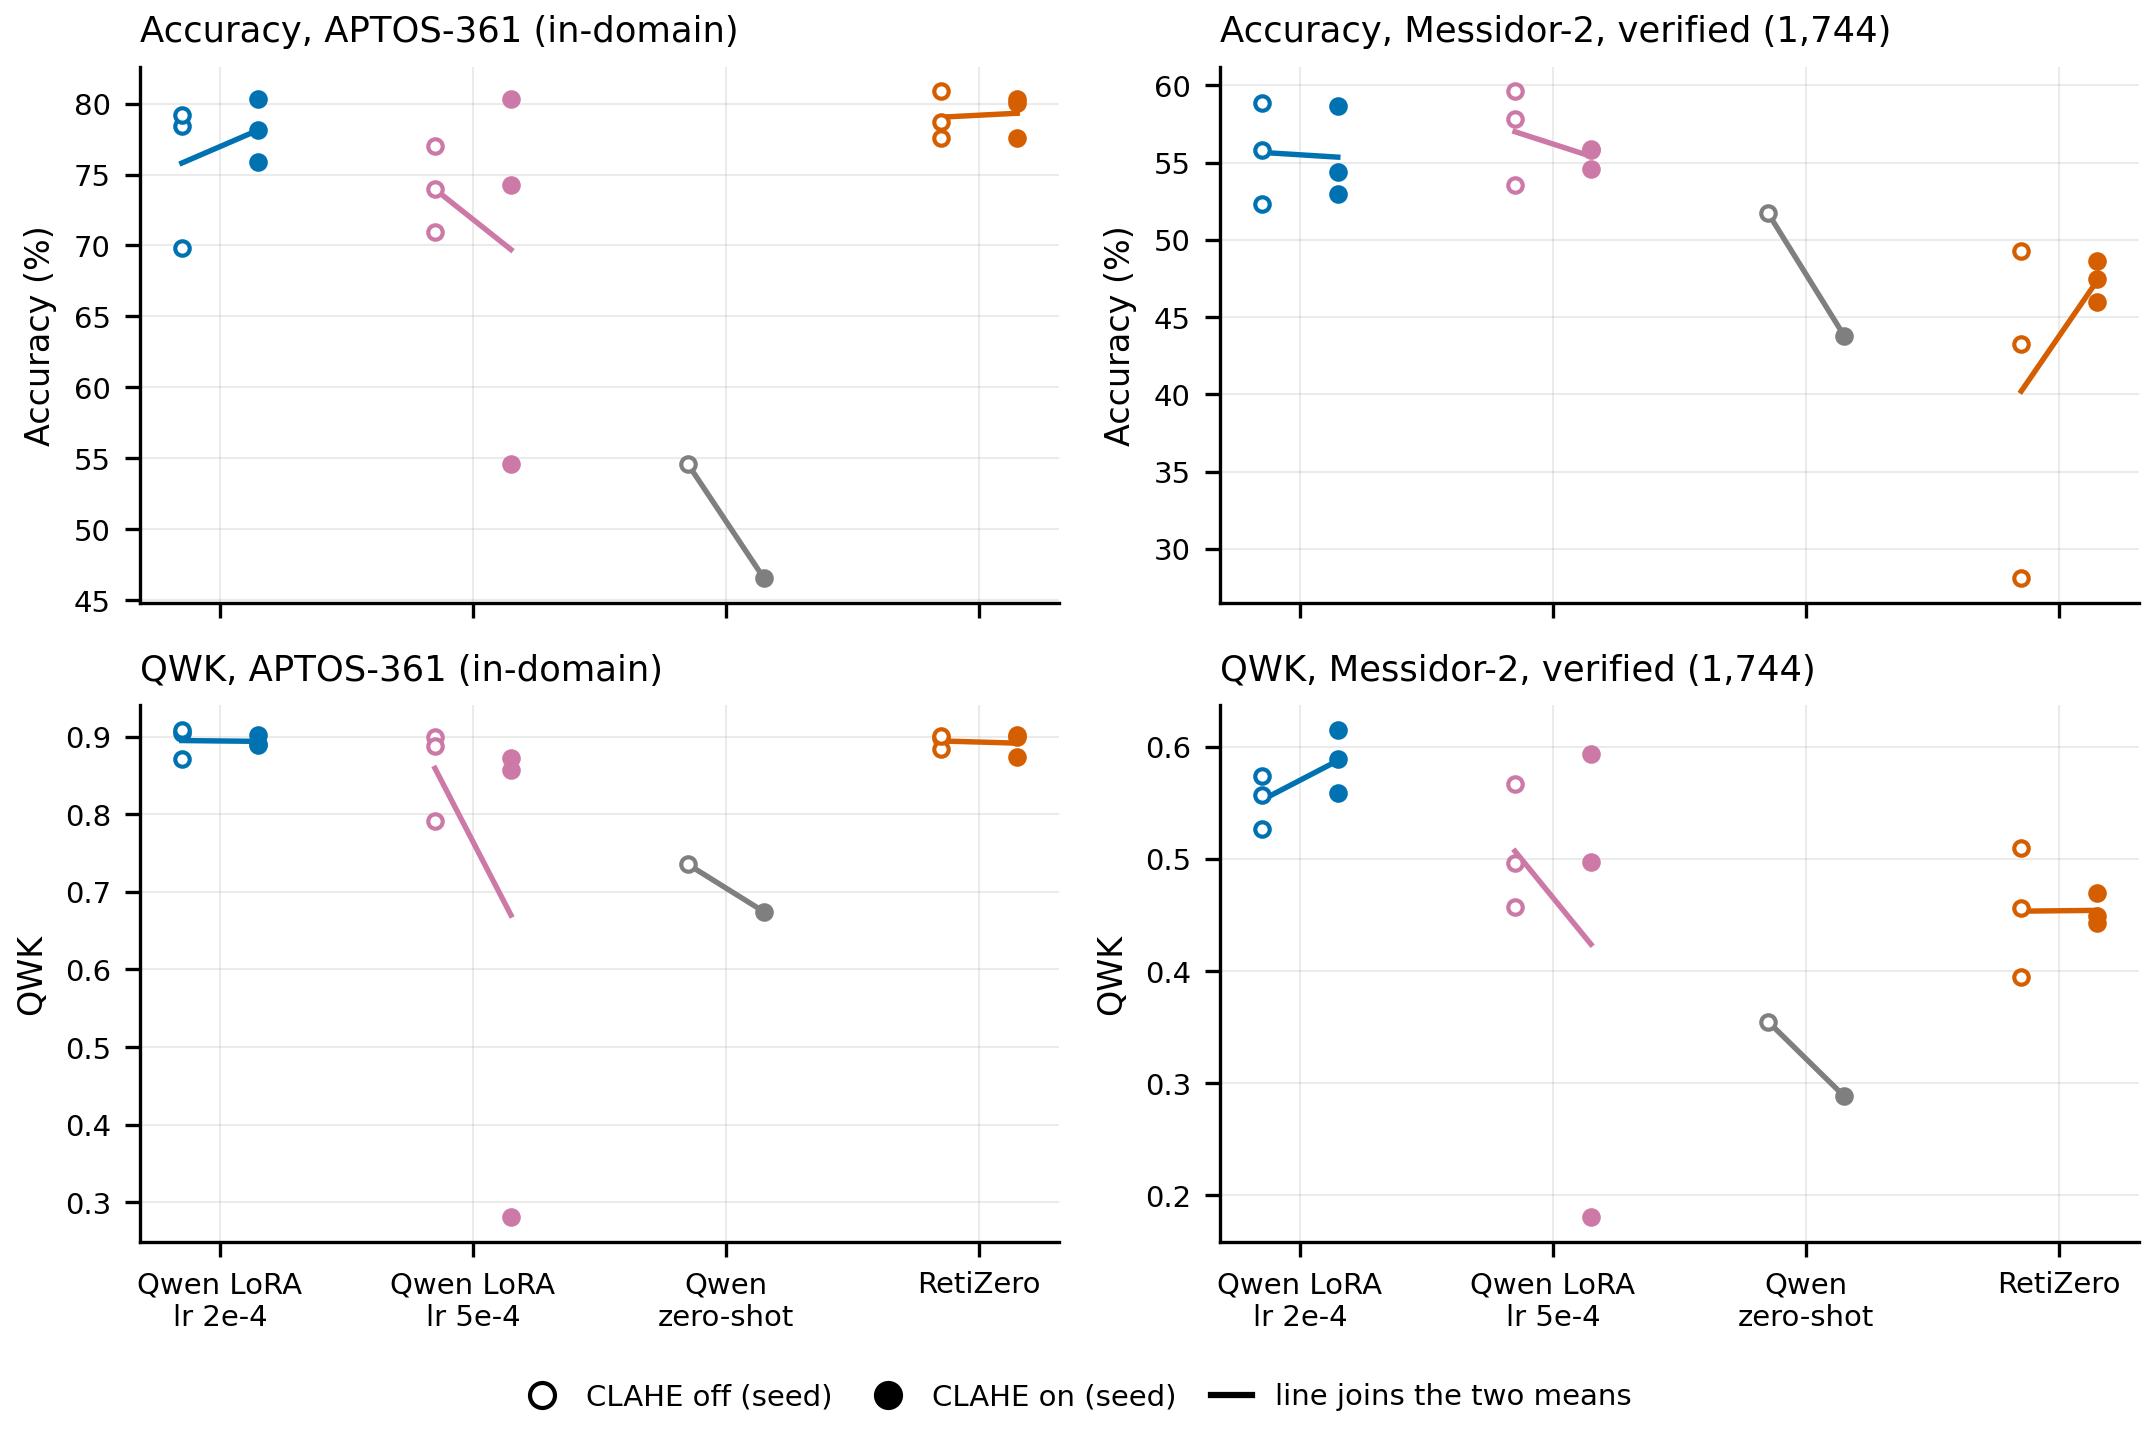 Accuracy, APTOS-361 (in-domain)
Accuracy (%)
80
75
70
65
60
55
50
45
Accuracy, Messidor-2, verified (1,744)
Accuracy (%)
60
55
50
45
40
35
30
QWK, APTOS-361 (in-domain)
QWK
0.9
0.8
0.7
0.6
0.5
0.4
0.3
Qwen LoRA
lr 2e-4
Qwen LoRA
lr 5e-4
Qwen
zero-shot
RetiZero
QWK, Messidor-2, verified (1,744)
QWK
0.6
0.5
0.4
0.3
0.2
Qwen LoRA
lr 2e-4
Qwen LoRA
lr 5e-4
Qwen
zero-shot
RetiZero
CLAHE off (seed)
CLAHE on (seed)
line joins the two means